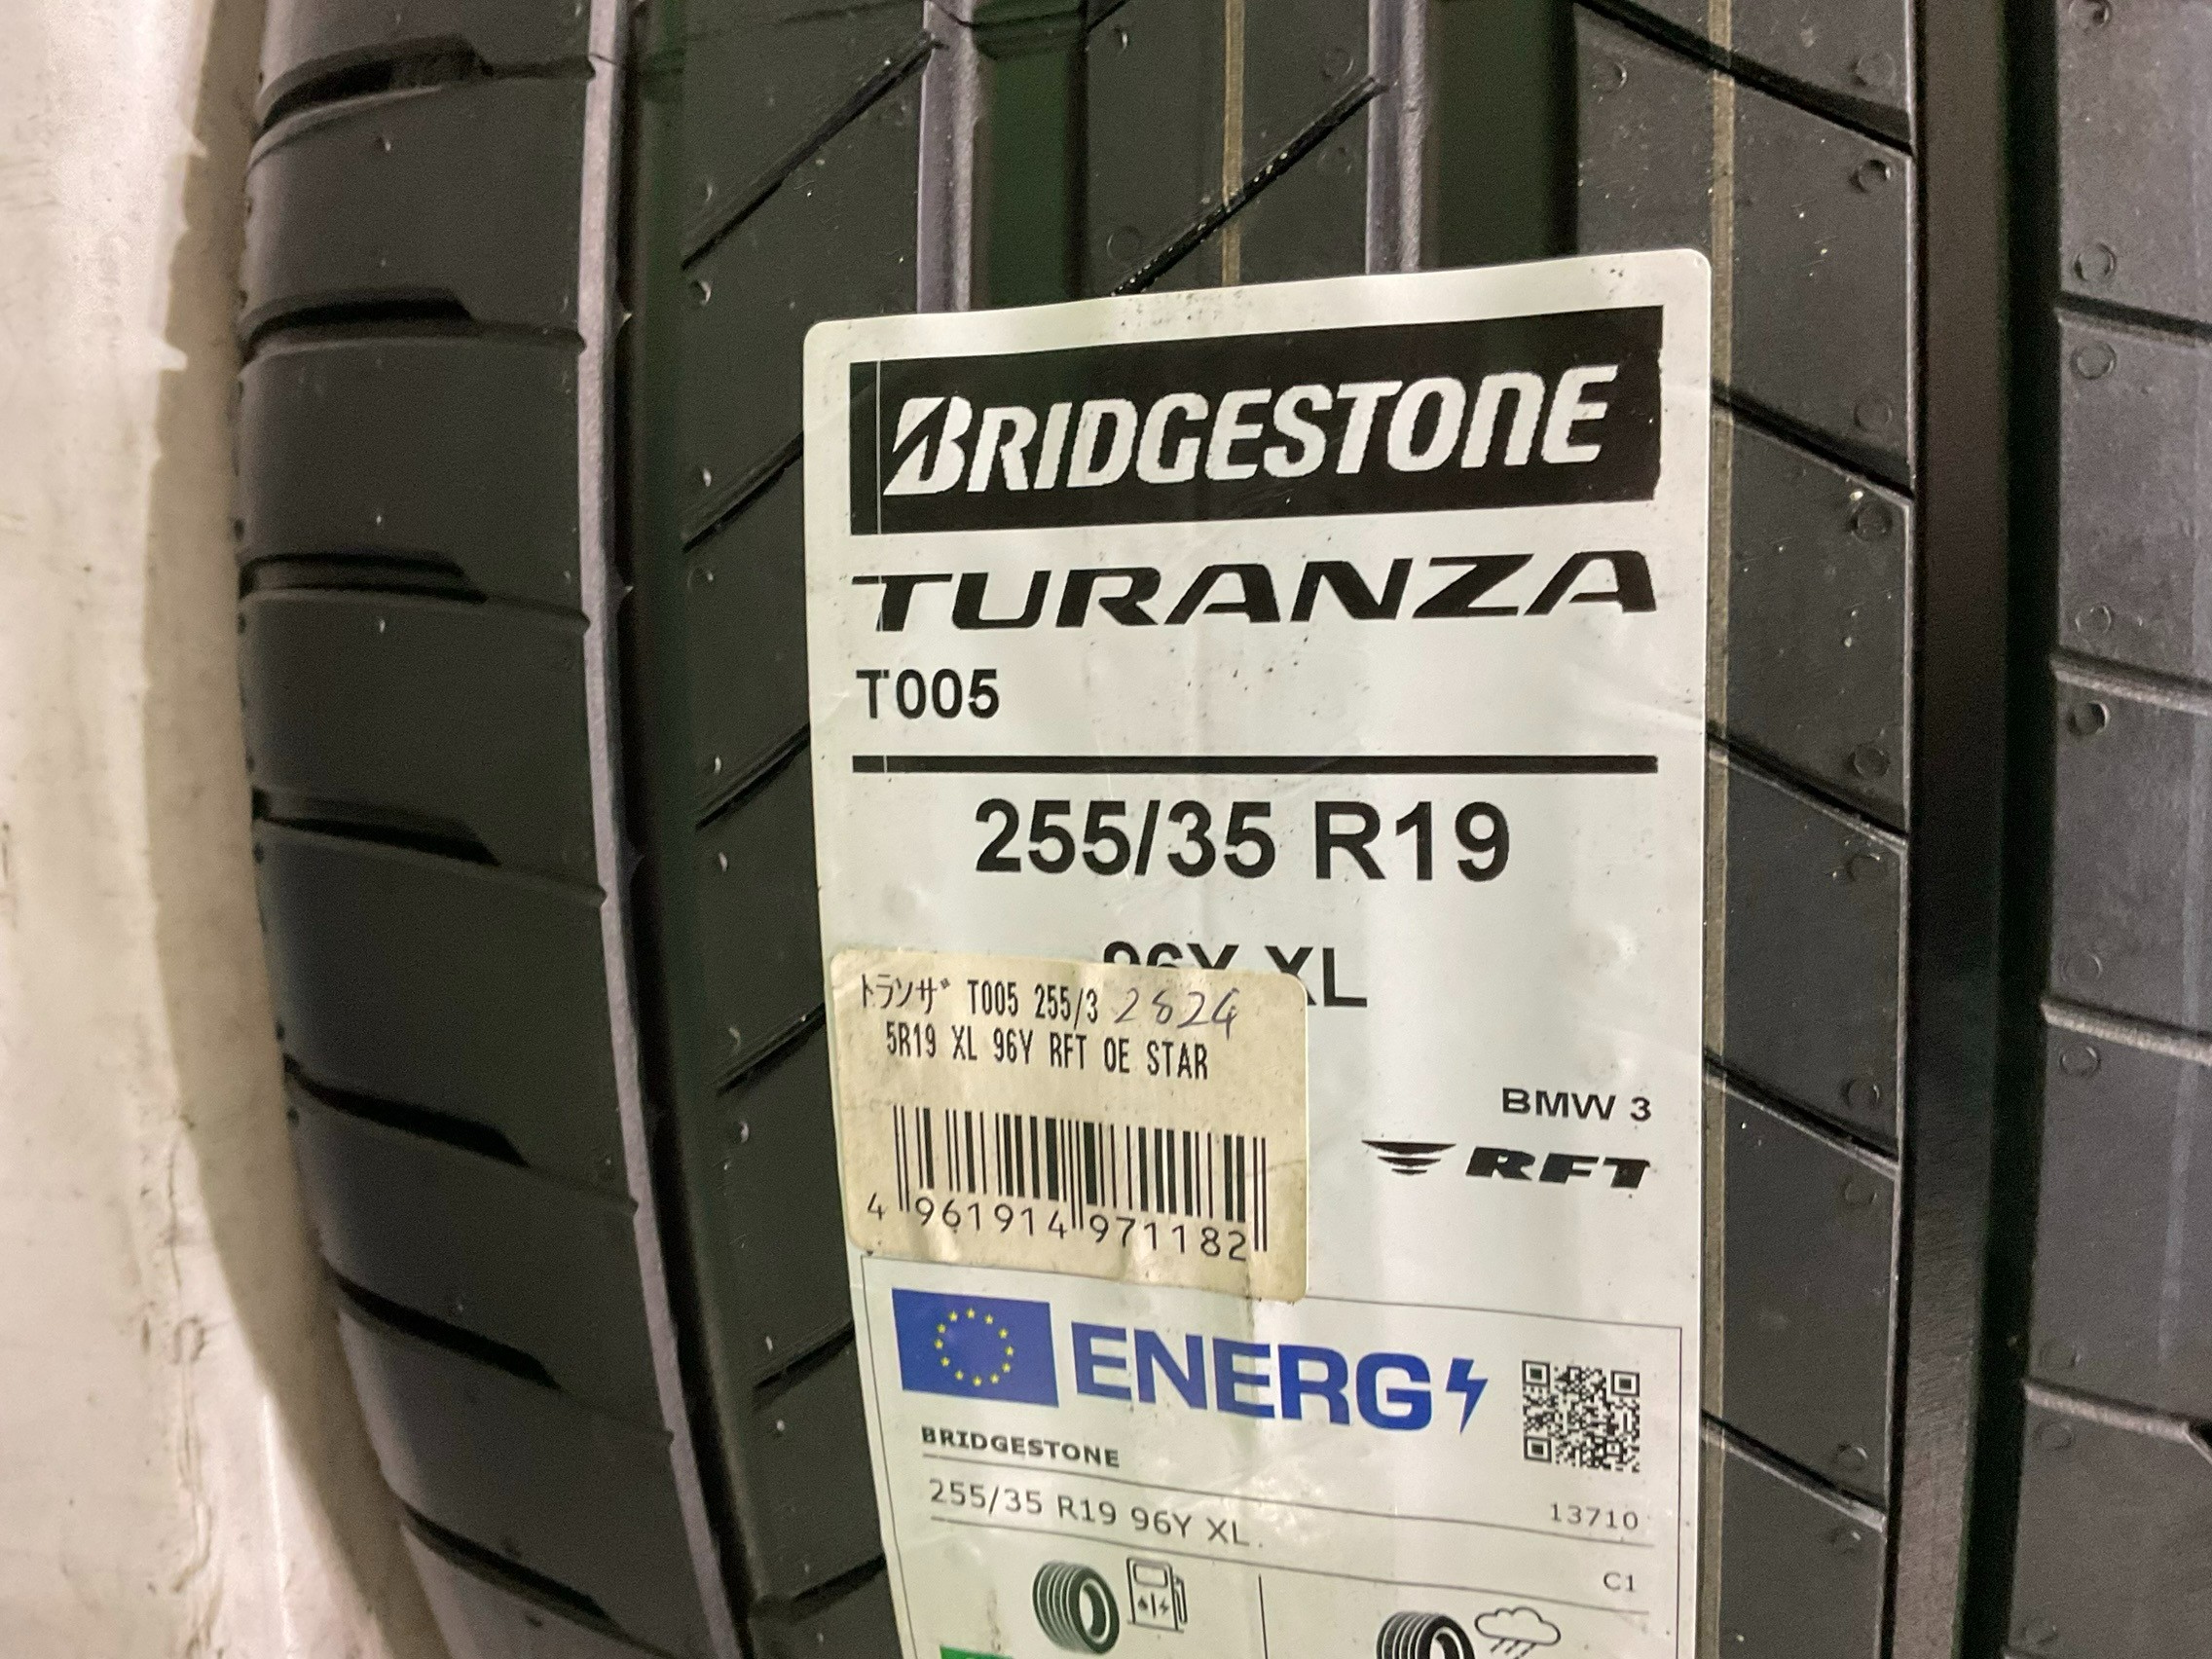 BRIDGESTONE
TURANZA
T005
255/35 R19
96Y XL
トランザ T005 255/3 2824
5R19 XL 96Y RFT OE STAR
4 961914 971182
BMW 3
RFT
ENERG
BRIDGESTONE
255/35 R19 96Y XL
13710
C1